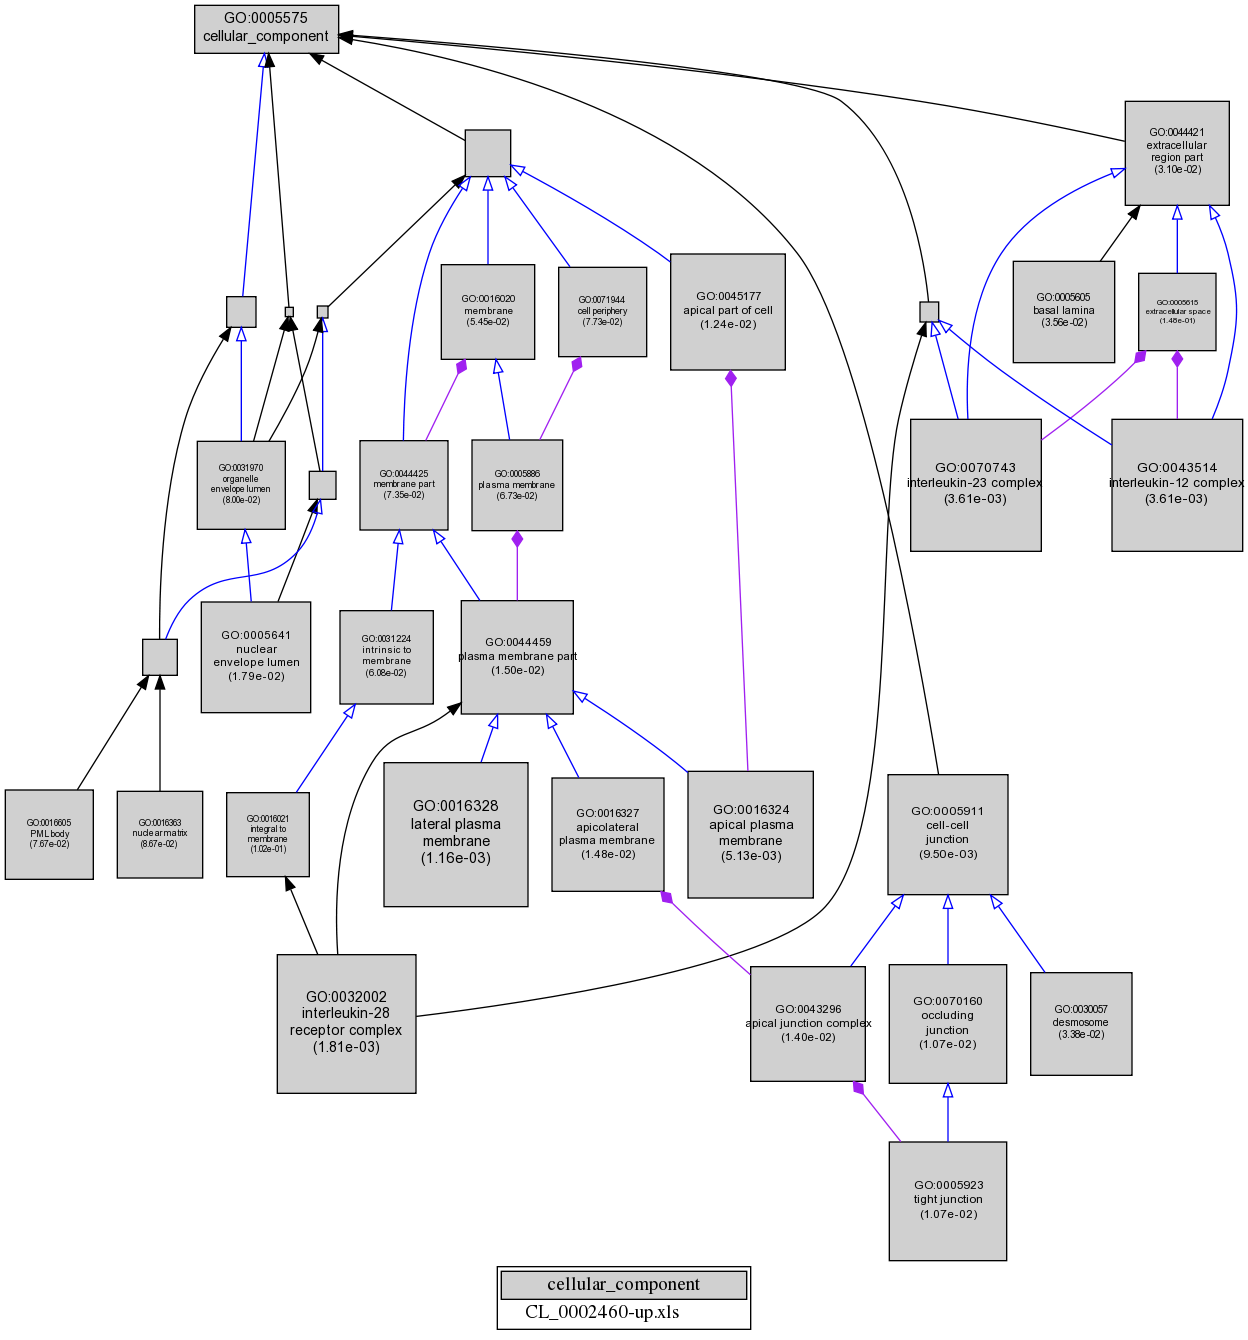 GO:0005575
cellular_component
GO:0044421
extracellular
region part
(3.10e-02)
GO:0016020
membrane
(5.45e-02)
GO:0071944
cell periphery
(7.73e-02)
GO:0045177
apical part of cell
(1.24e-02)
GO:0005605
basal lamina
(3.56e-02)
GO:0005615
extracellular space
(1.46e-01)
GO:0031970
organelle
envelope lumen
(8.00e-02)
GO:0044425
membrane part
(7.35e-02)
GO:0005886
plasma membrane
(6.73e-02)
GO:0070743
interleukin-23 complex
(3.61e-03)
GO:0043514
interleukin-12 complex
(3.61e-03)
GO:0005641
nuclear
envelope lumen
(1.79e-02)
GO:0031224
intrinsic to
membrane
(6.08e-02)
GO:0044459
plasma membrane part
(1.50e-02)
GO:0016605
PML body
(7.67e-02)
GO:0016363
nuclear matrix
(8.67e-02)
GO:0016021
integral to
membrane
(1.02e-01)
GO:0016328
lateral plasma
membrane
(1.16e-03)
GO:0016327
apicolateral
plasma membrane
(1.48e-02)
GO:0016324
apical plasma
membrane
(5.13e-03)
GO:0005911
cell-cell
junction
(9.50e-03)
GO:0032002
interleukin-28
receptor complex
(1.81e-03)
GO:0043296
apical junction complex
(1.40e-02)
GO:0070160
occluding
junction
(1.07e-02)
GO:0030057
desmosome
(3.38e-02)
GO:0005923
tight junction
(1.07e-02)
cellular_component
CL_0002460-up.xls